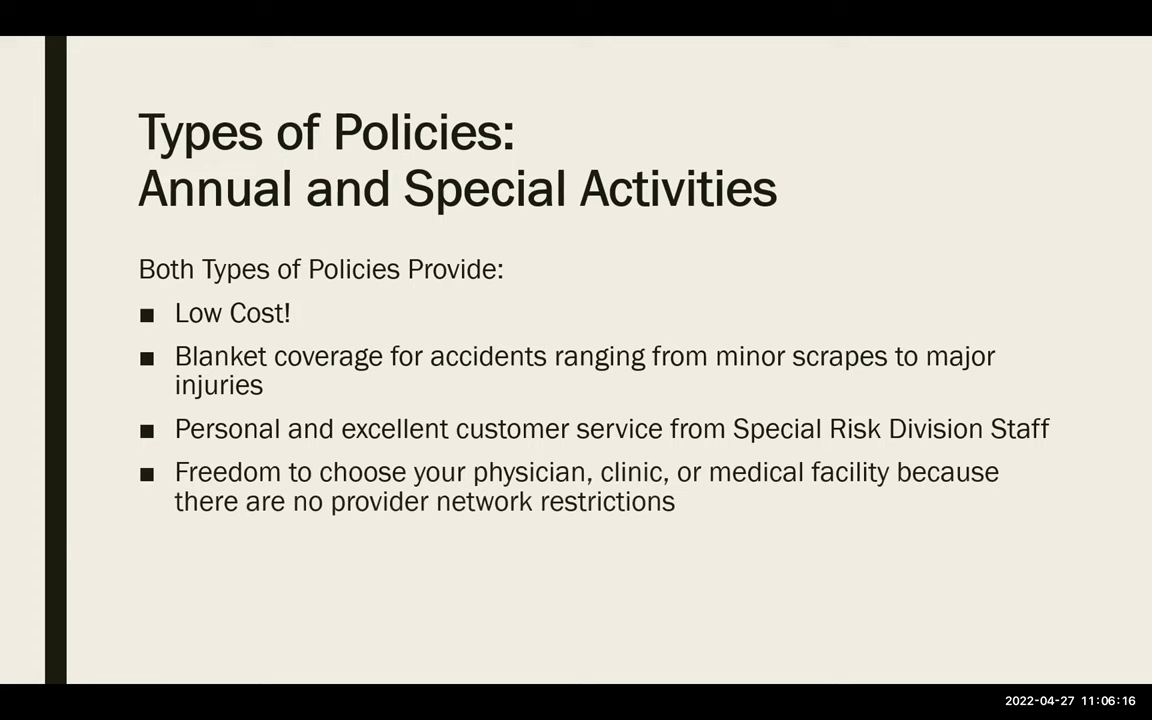 Types of Policies:
Annual and Special Activities
Both Types of Policies Provide:
■ Low Cost!
■ Blanket coverage for accidents ranging from minor scrapes to major
injuries
■ Personal and excellent customer service from Special Risk Division Staff
■ Freedom to choose your physician, clinic, or medical facility because
there are no provider network restrictions
2022-04-27 11:06:16